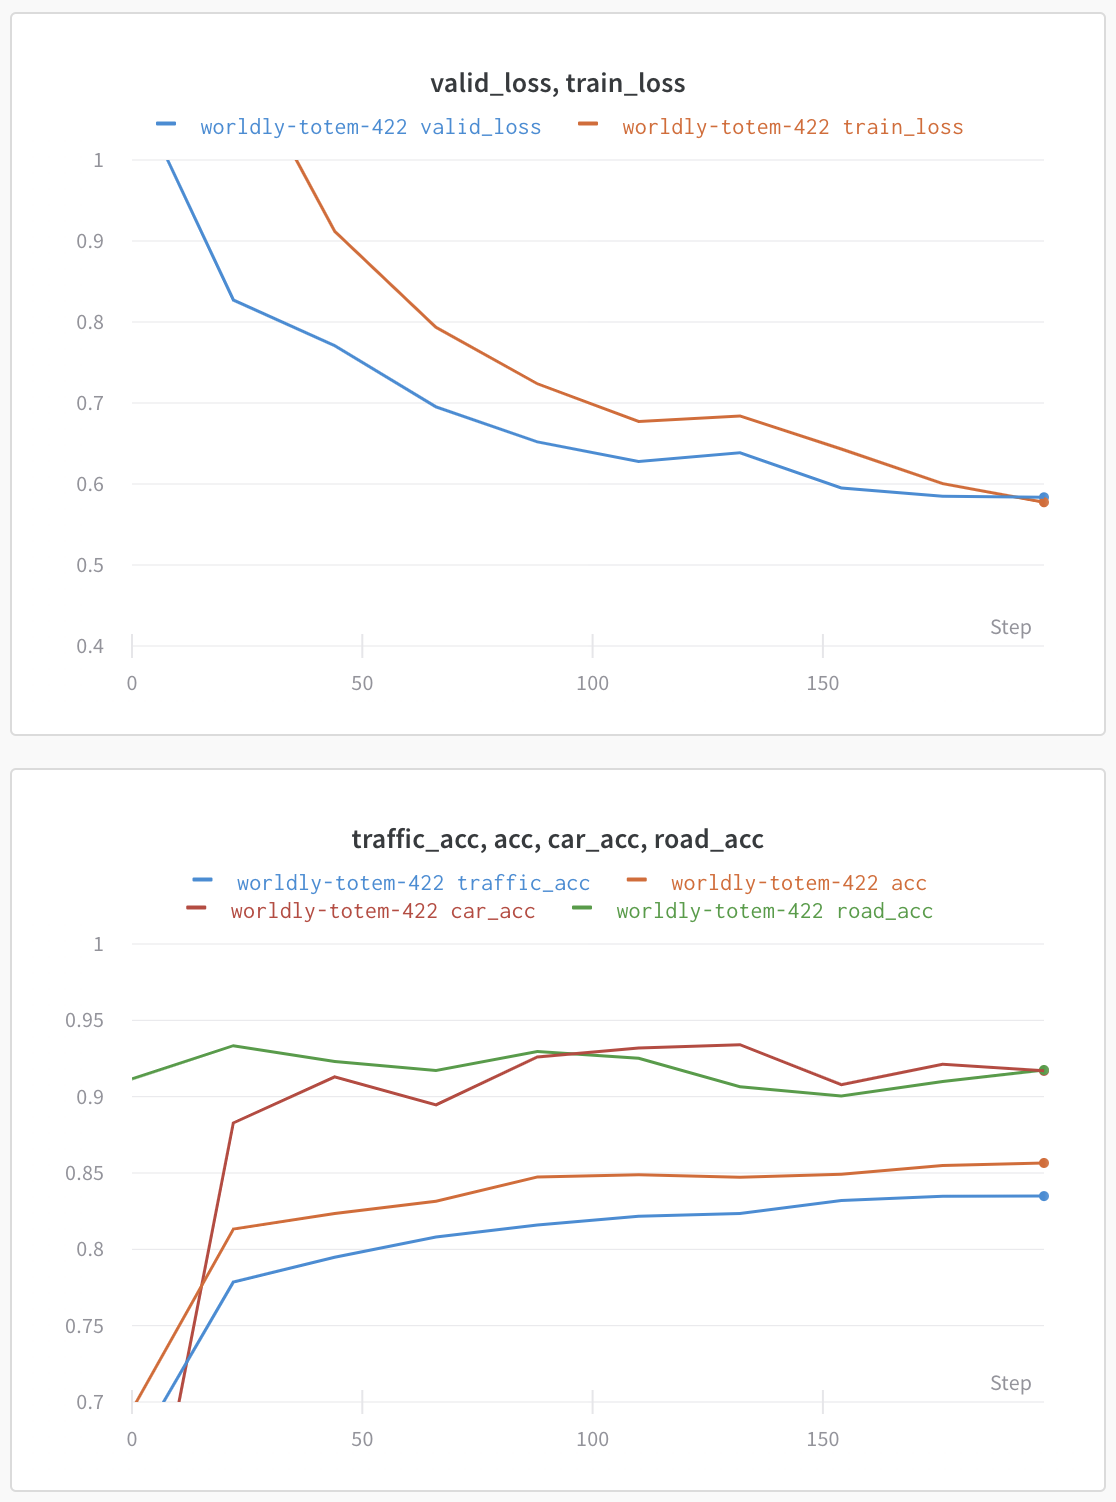 valid_loss, train_loss
worldly-totem-422 valid_loss worldly-totem-422 train_loss
1
0.9
0.8
0.7
0.6
0.5
Step
0.4
0 50 100 150
traffic_acc, acc, car_acc, road_acc
worldly-totem-422 traffic_acc worldly-totem-422 acc
worldly-totem-422 car_acc worldly-totem-422 road_acc
1
0.95
0.9
0.85
0.8
0.75
Step
0.7
0 50 100 150